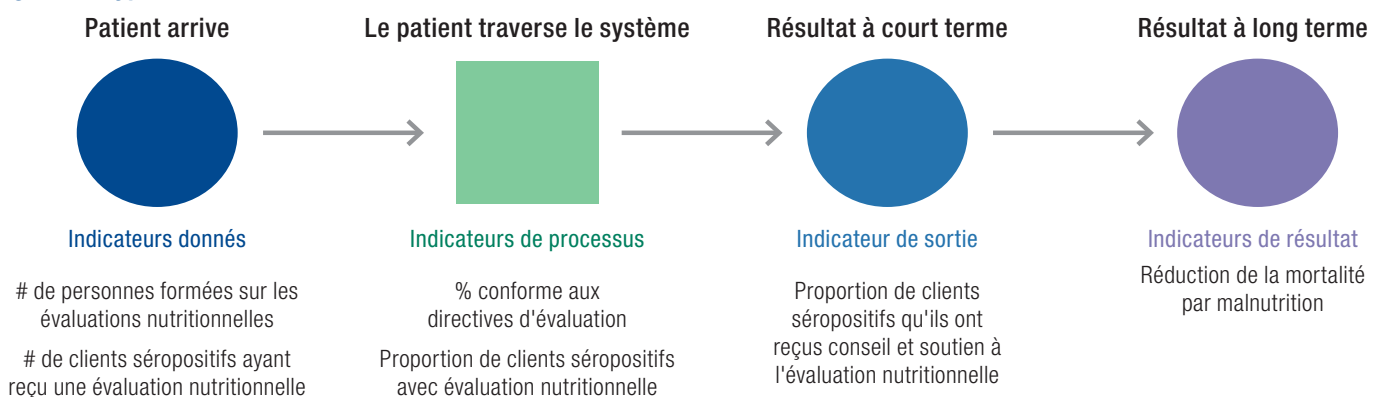 Patient arrive
Le patient traverse le système
Résultat à court terme
Résultat à long terme
Indicateurs donnés
# de personnes formées sur les
évaluations nutritionnelles
# de clients séropositifs ayant
reçu une évaluation nutritionnelle
Indicateurs de processus
% conforme aux
directives d'évaluation
Proportion de clients séropositifs
avec évaluation nutritionnelle
Indicateur de sortie
Proportion de clients
séropositifs qu'ils ont
reçus conseil et soutien à
l'évaluation nutritionnelle
Indicateurs de résultat
Réduction de la mortalité
par malnutrition